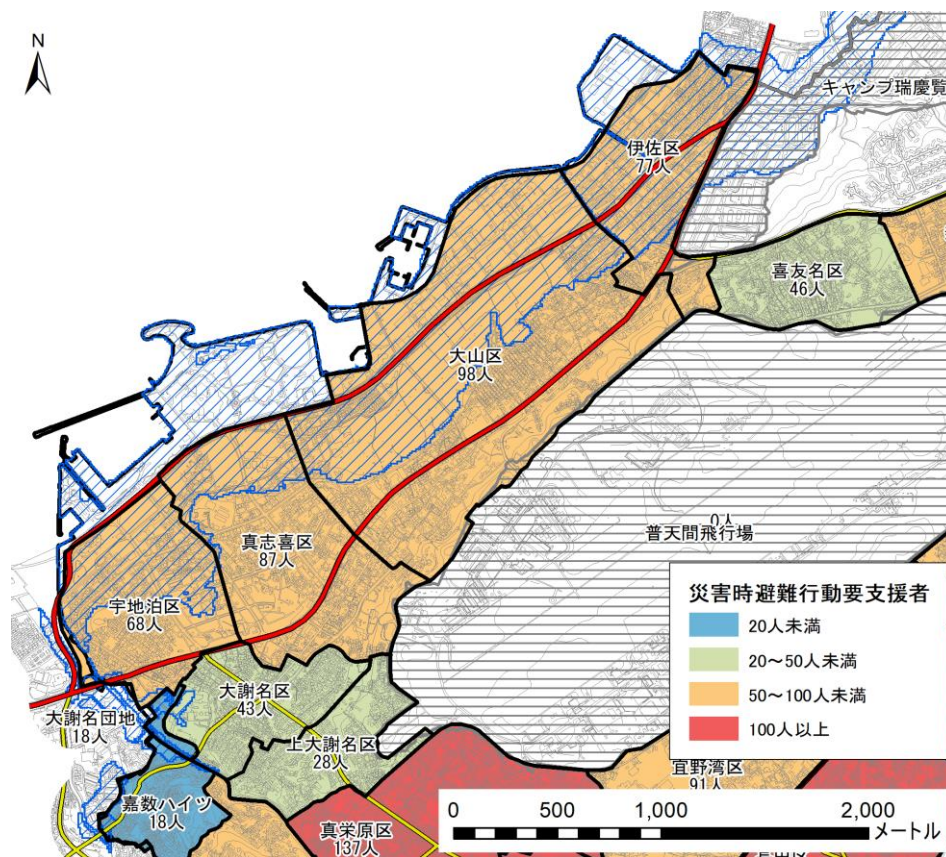 N
キャンプ瑞慶覧
伊佐区
77人
喜友名区
46人
大山区
98人
0人
普天間飛行場
真志喜区
87人
宇地泊区
68人
災害時避難行動要支援者
20人未満
20～50人未満
50～100人未満
100人以上
大謝名区
43人
大謝名団地
18人
上大謝名区
28人
宜野湾区
91人
嘉数ハイツ
18人
真栄原区
137人
0 500 1,000 2,000
メートル